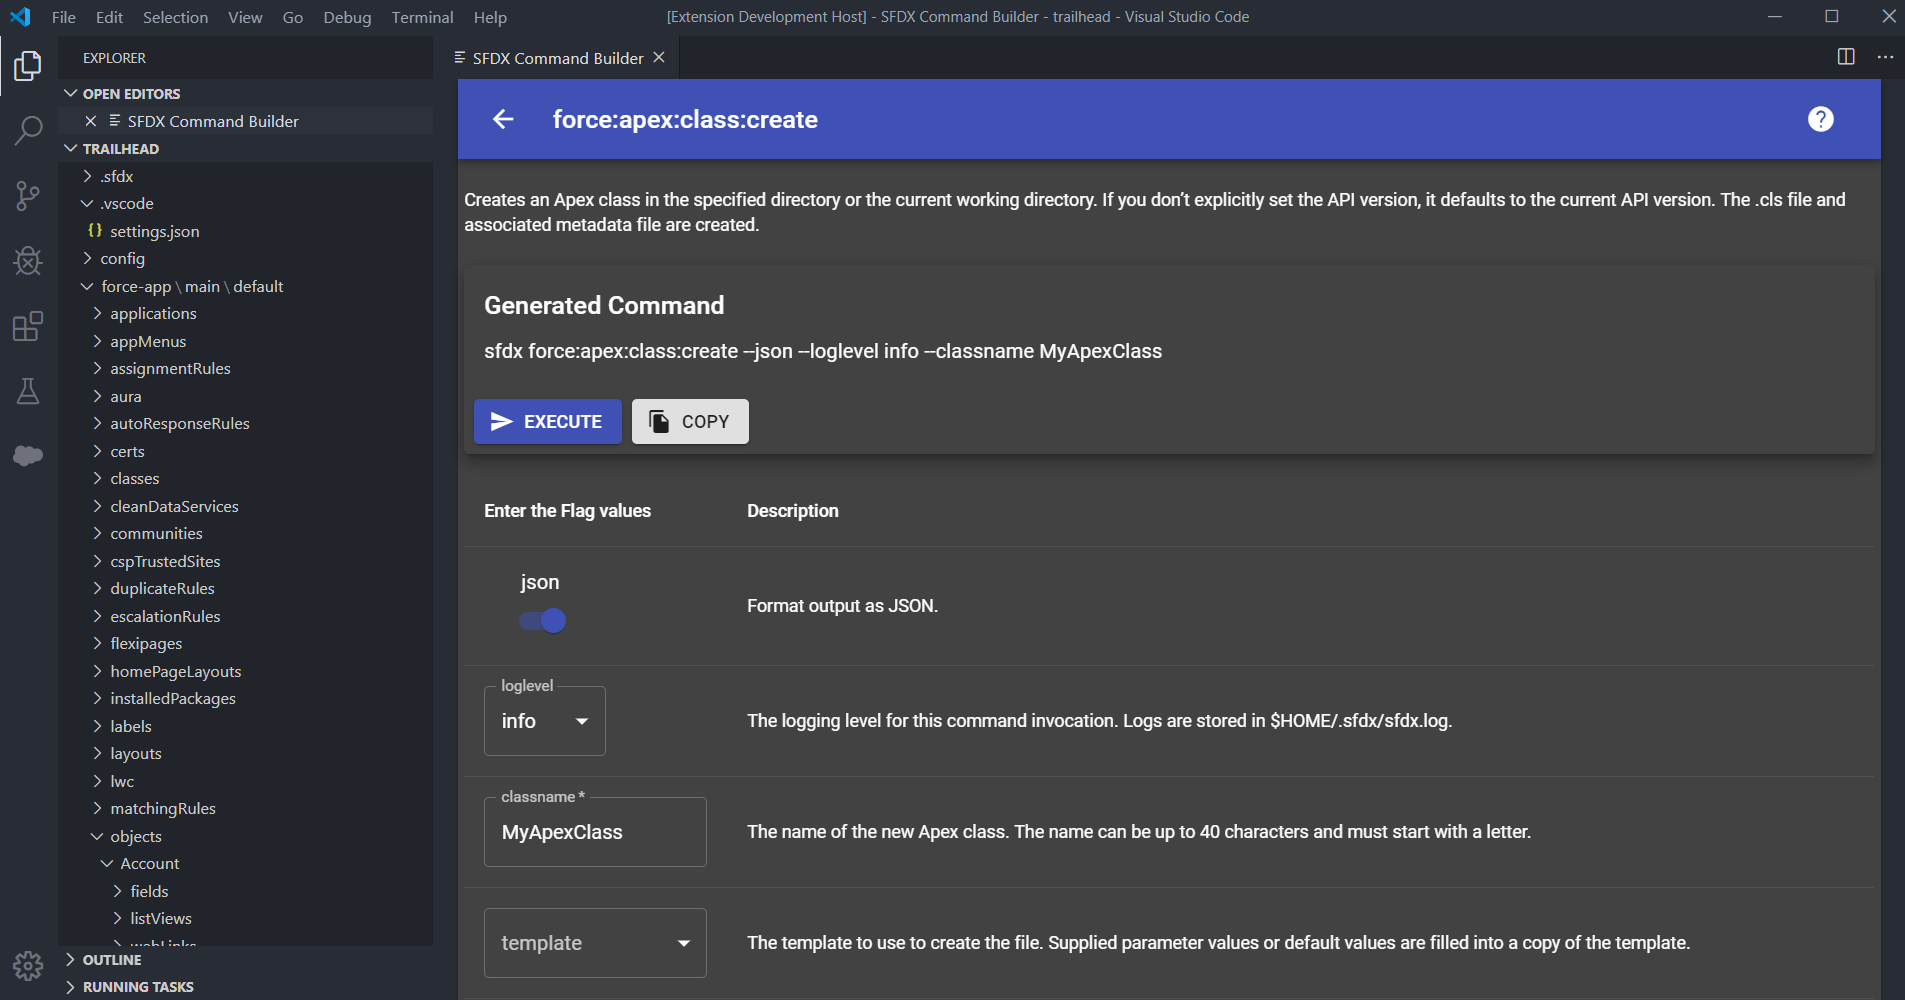 File Edit Selection View Go Debug Terminal Help
[Extension Development Host] - SFDX Command Builder - trailhead - Visual Studio Code
EXPLORER
OPEN EDITORS
SFDX Command Builder
TRAILHEAD
.sfdx
.vscode
{} settings.json
config
force-app \ main \ default
applications
appMenus
assignmentRules
aura
autoResponseRules
certs
classes
cleanDataServices
communities
cspTrustedSites
duplicateRules
escalationRules
flexipages
homePageLayouts
installedPackages
labels
layouts
lwc
matchingRules
objects
Account
fields
listViews
webLinks
OUTLINE
RUNNING TASKS
SFDX Command Builder
force:apex:class:create
?
Creates an Apex class in the specified directory or the current working directory. If you don’t explicitly set the API version, it defaults to the current API version. The .cls file and
associated metadata file are created.
Generated Command
sfdx force:apex:class:create --json --loglevel info --classname MyApexClass
EXECUTE COPY
Enter the Flag values Description
json
Format output as JSON.
loglevel
info
The logging level for this command invocation. Logs are stored in $HOME/.sfdx/sfdx.log.
classname *
MyApexClass
The name of the new Apex class. The name can be up to 40 characters and must start with a letter.
template
The template to use to create the file. Supplied parameter values or default values are filled into a copy of the template.